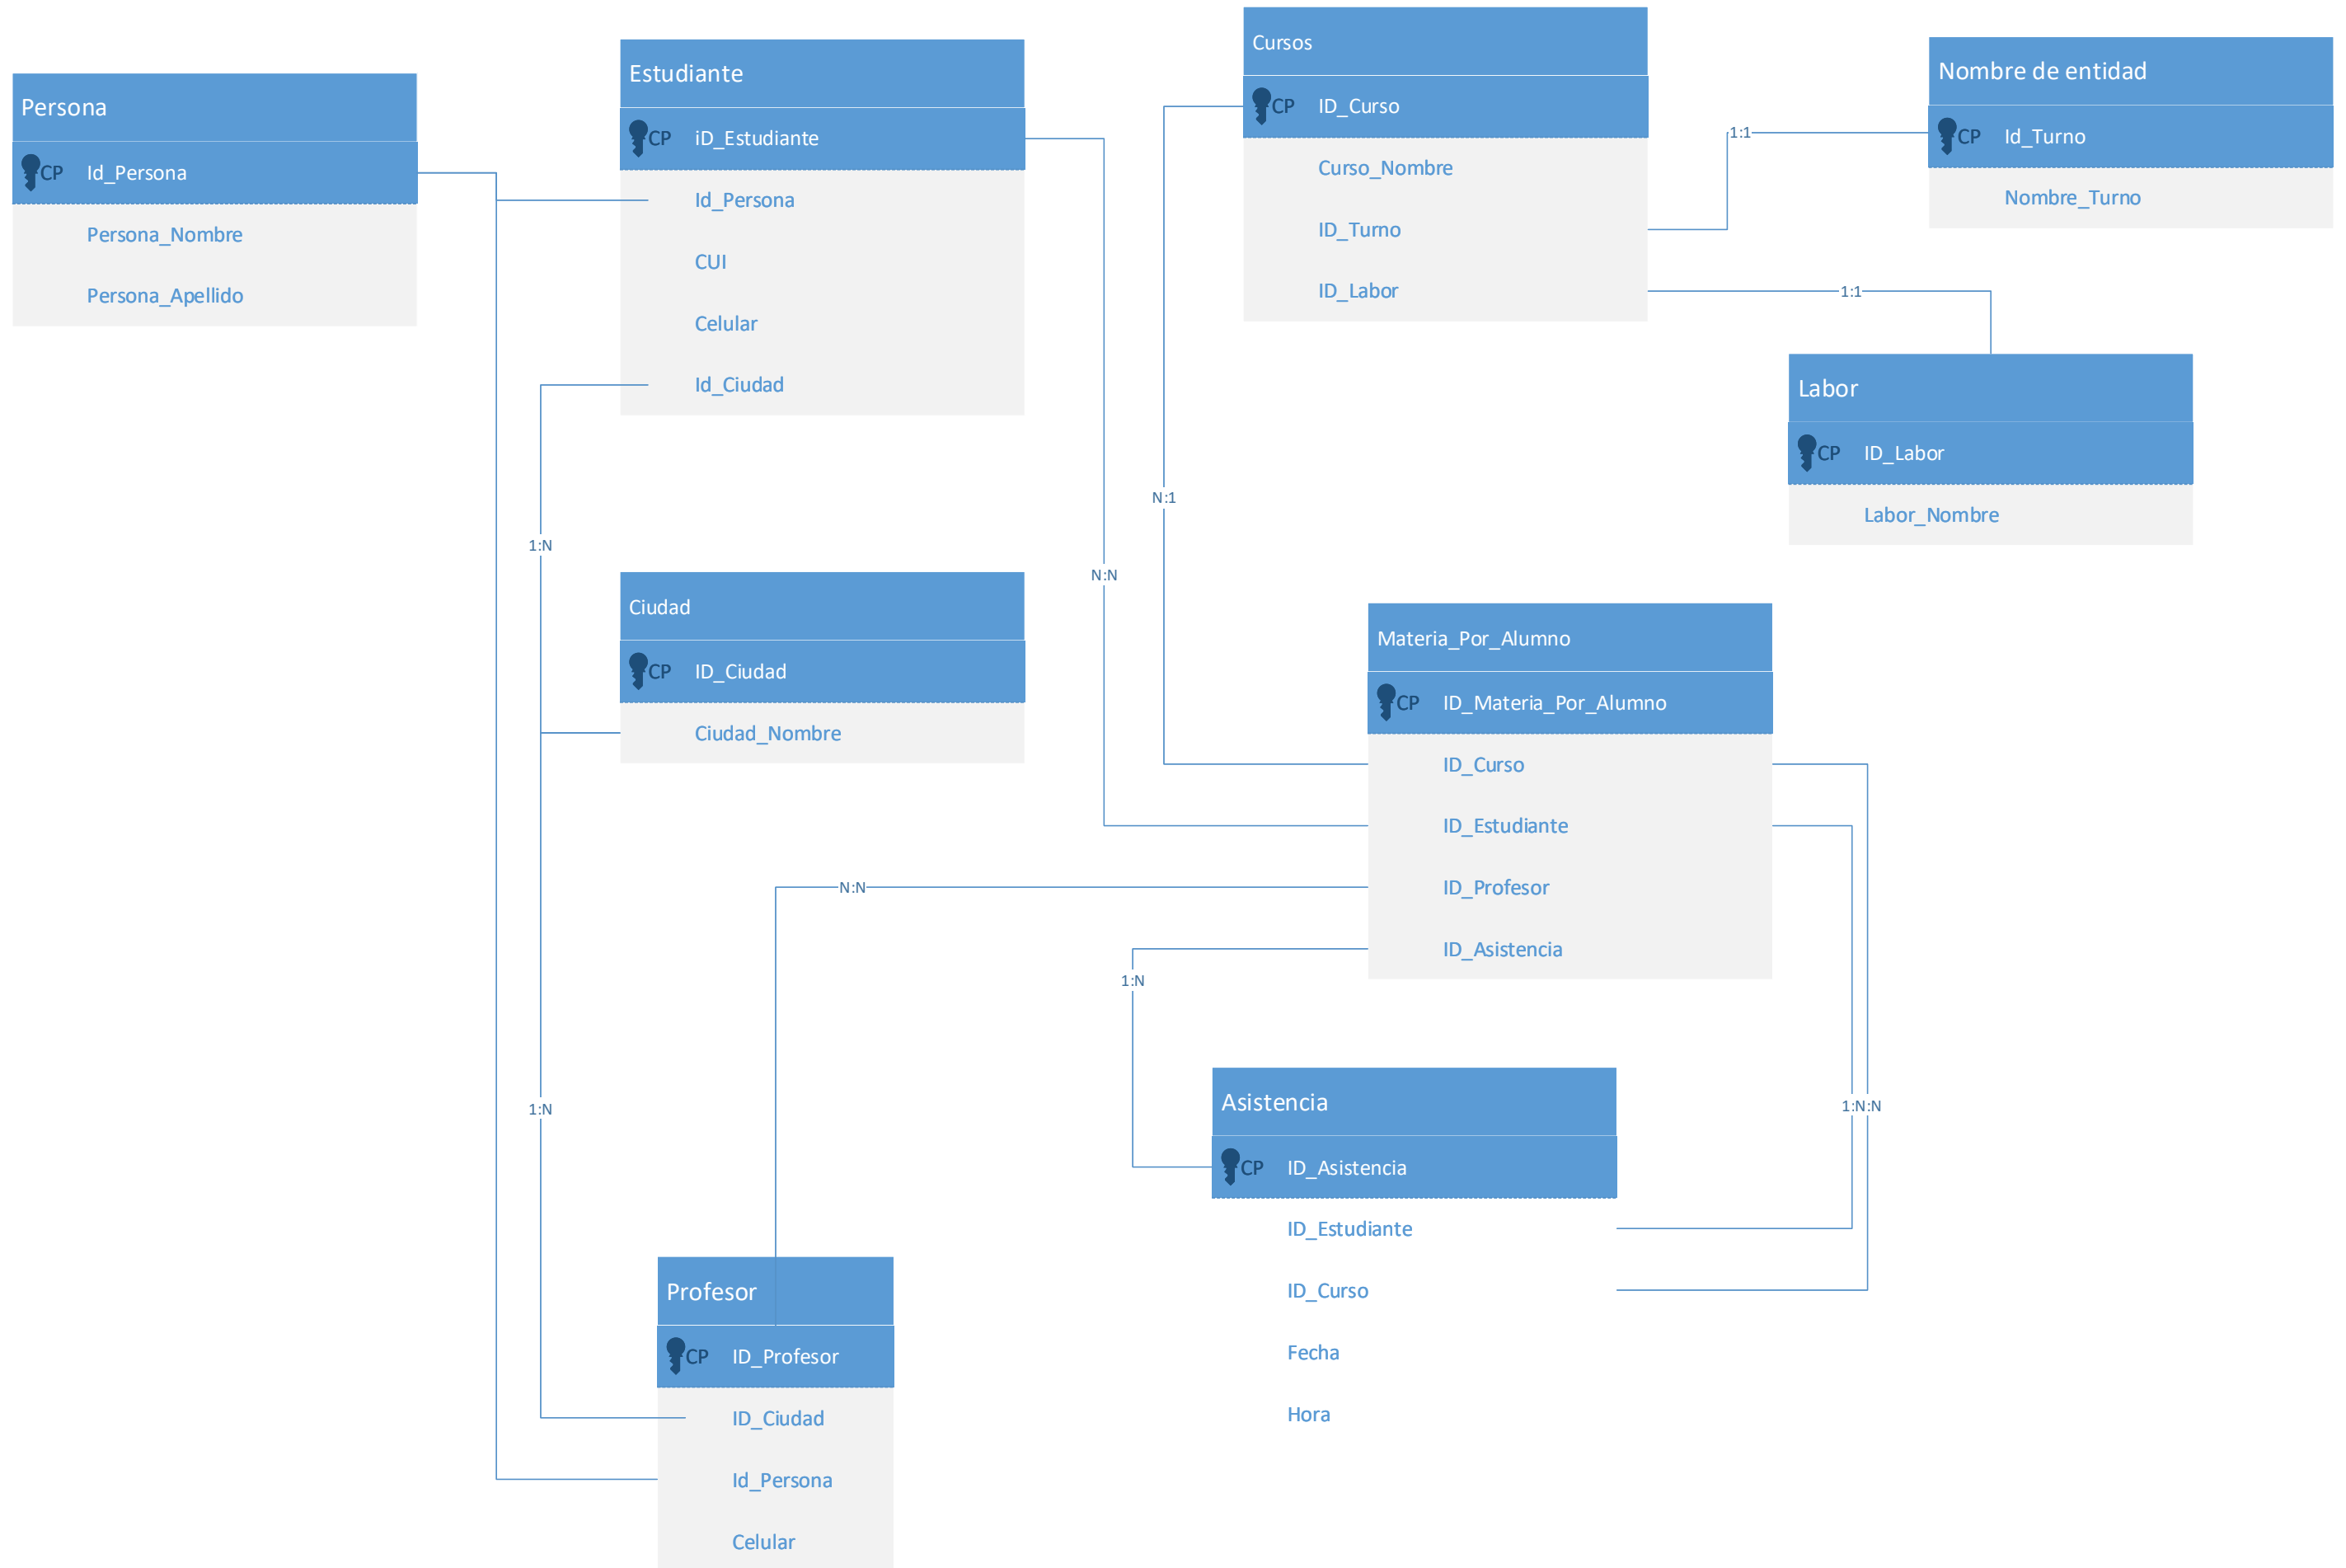 Persona
CP Id_Persona
Persona_Nombre
Persona_Apellido
Estudiante
CP iD_Estudiante
Id_Persona
CUI
Celular
Id_Ciudad
Cursos
CP ID_Curso
Curso_Nombre
ID_Turno
ID_Labor
Nombre de entidad
CP Id_Turno
Nombre_Turno
1:1
1:1
Labor
CP ID_Labor
Labor_Nombre
N:1
1:N
N:N
Ciudad
CP ID_Ciudad
Ciudad_Nombre
Materia_Por_Alumno
CP ID_Materia_Por_Alumno
ID_Curso
ID_Estudiante
ID_Profesor
ID_Asistencia
N:N
1:N
1:N
1:N:N
Asistencia
CP ID_Asistencia
ID_Estudiante
ID_Curso
Fecha
Hora
Profesor
CP ID_Profesor
ID_Ciudad
Id_Persona
Celular